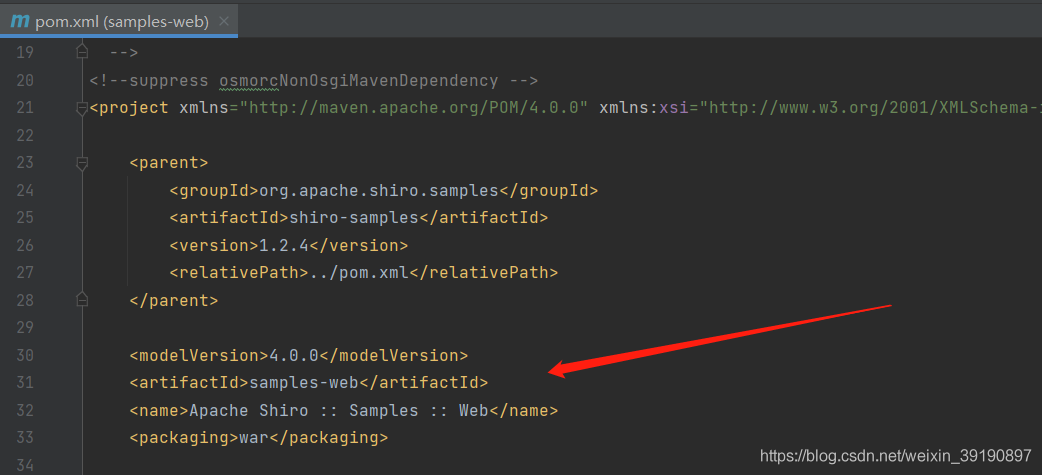 m pom.xml (samples-web) ×
19 -->
20 <!--suppress osmorcNonOsgiMavenDependency -->
21 <project xmlns="http://maven.apache.org/POM/4.0.0" xmlns:xsi="http://www.w3.org/2001/XMLSchema-
22
23 <parent>
24 <groupId>org.apache.shiro.samples</groupId>
25 <artifactId>shiro-samples</artifactId>
26 <version>1.2.4</version>
27 <relativePath>../pom.xml</relativePath>
28 </parent>
29
30 <modelVersion>4.0.0</modelVersion>
31 <artifactId>samples-web</artifactId>
32 <name>Apache Shiro :: Samples :: Web</name>
33 <packaging>war</packaging>
34
https://blog.csdn.net/weixin_39190897